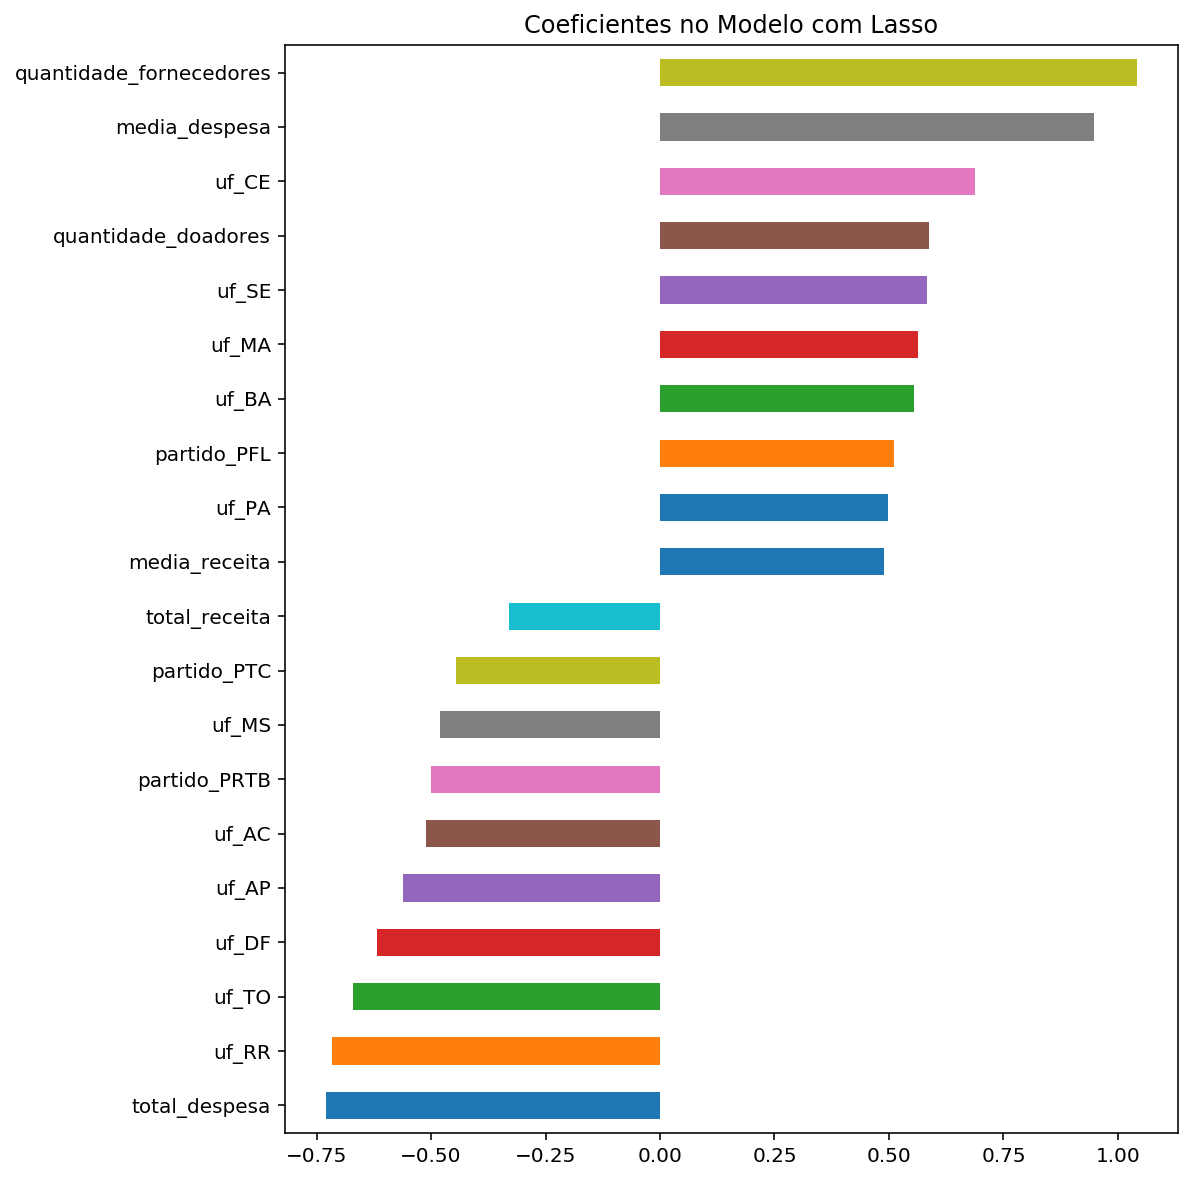 Coeficientes no Modelo com Lasso
quantidade_fornecedores
media_despesa
uf_CE
quantidade_doadores
uf_SE
uf_MA
uf_BA
partido_PFL
uf_PA
media_receita
total_receita
partido_PTC
uf_MS
partido_PRTB
uf_AC
uf_AP
uf_DF
uf_TO
uf_RR
total_despesa
−0.75 −0.50 −0.25 0.00 0.25 0.50 0.75 1.00